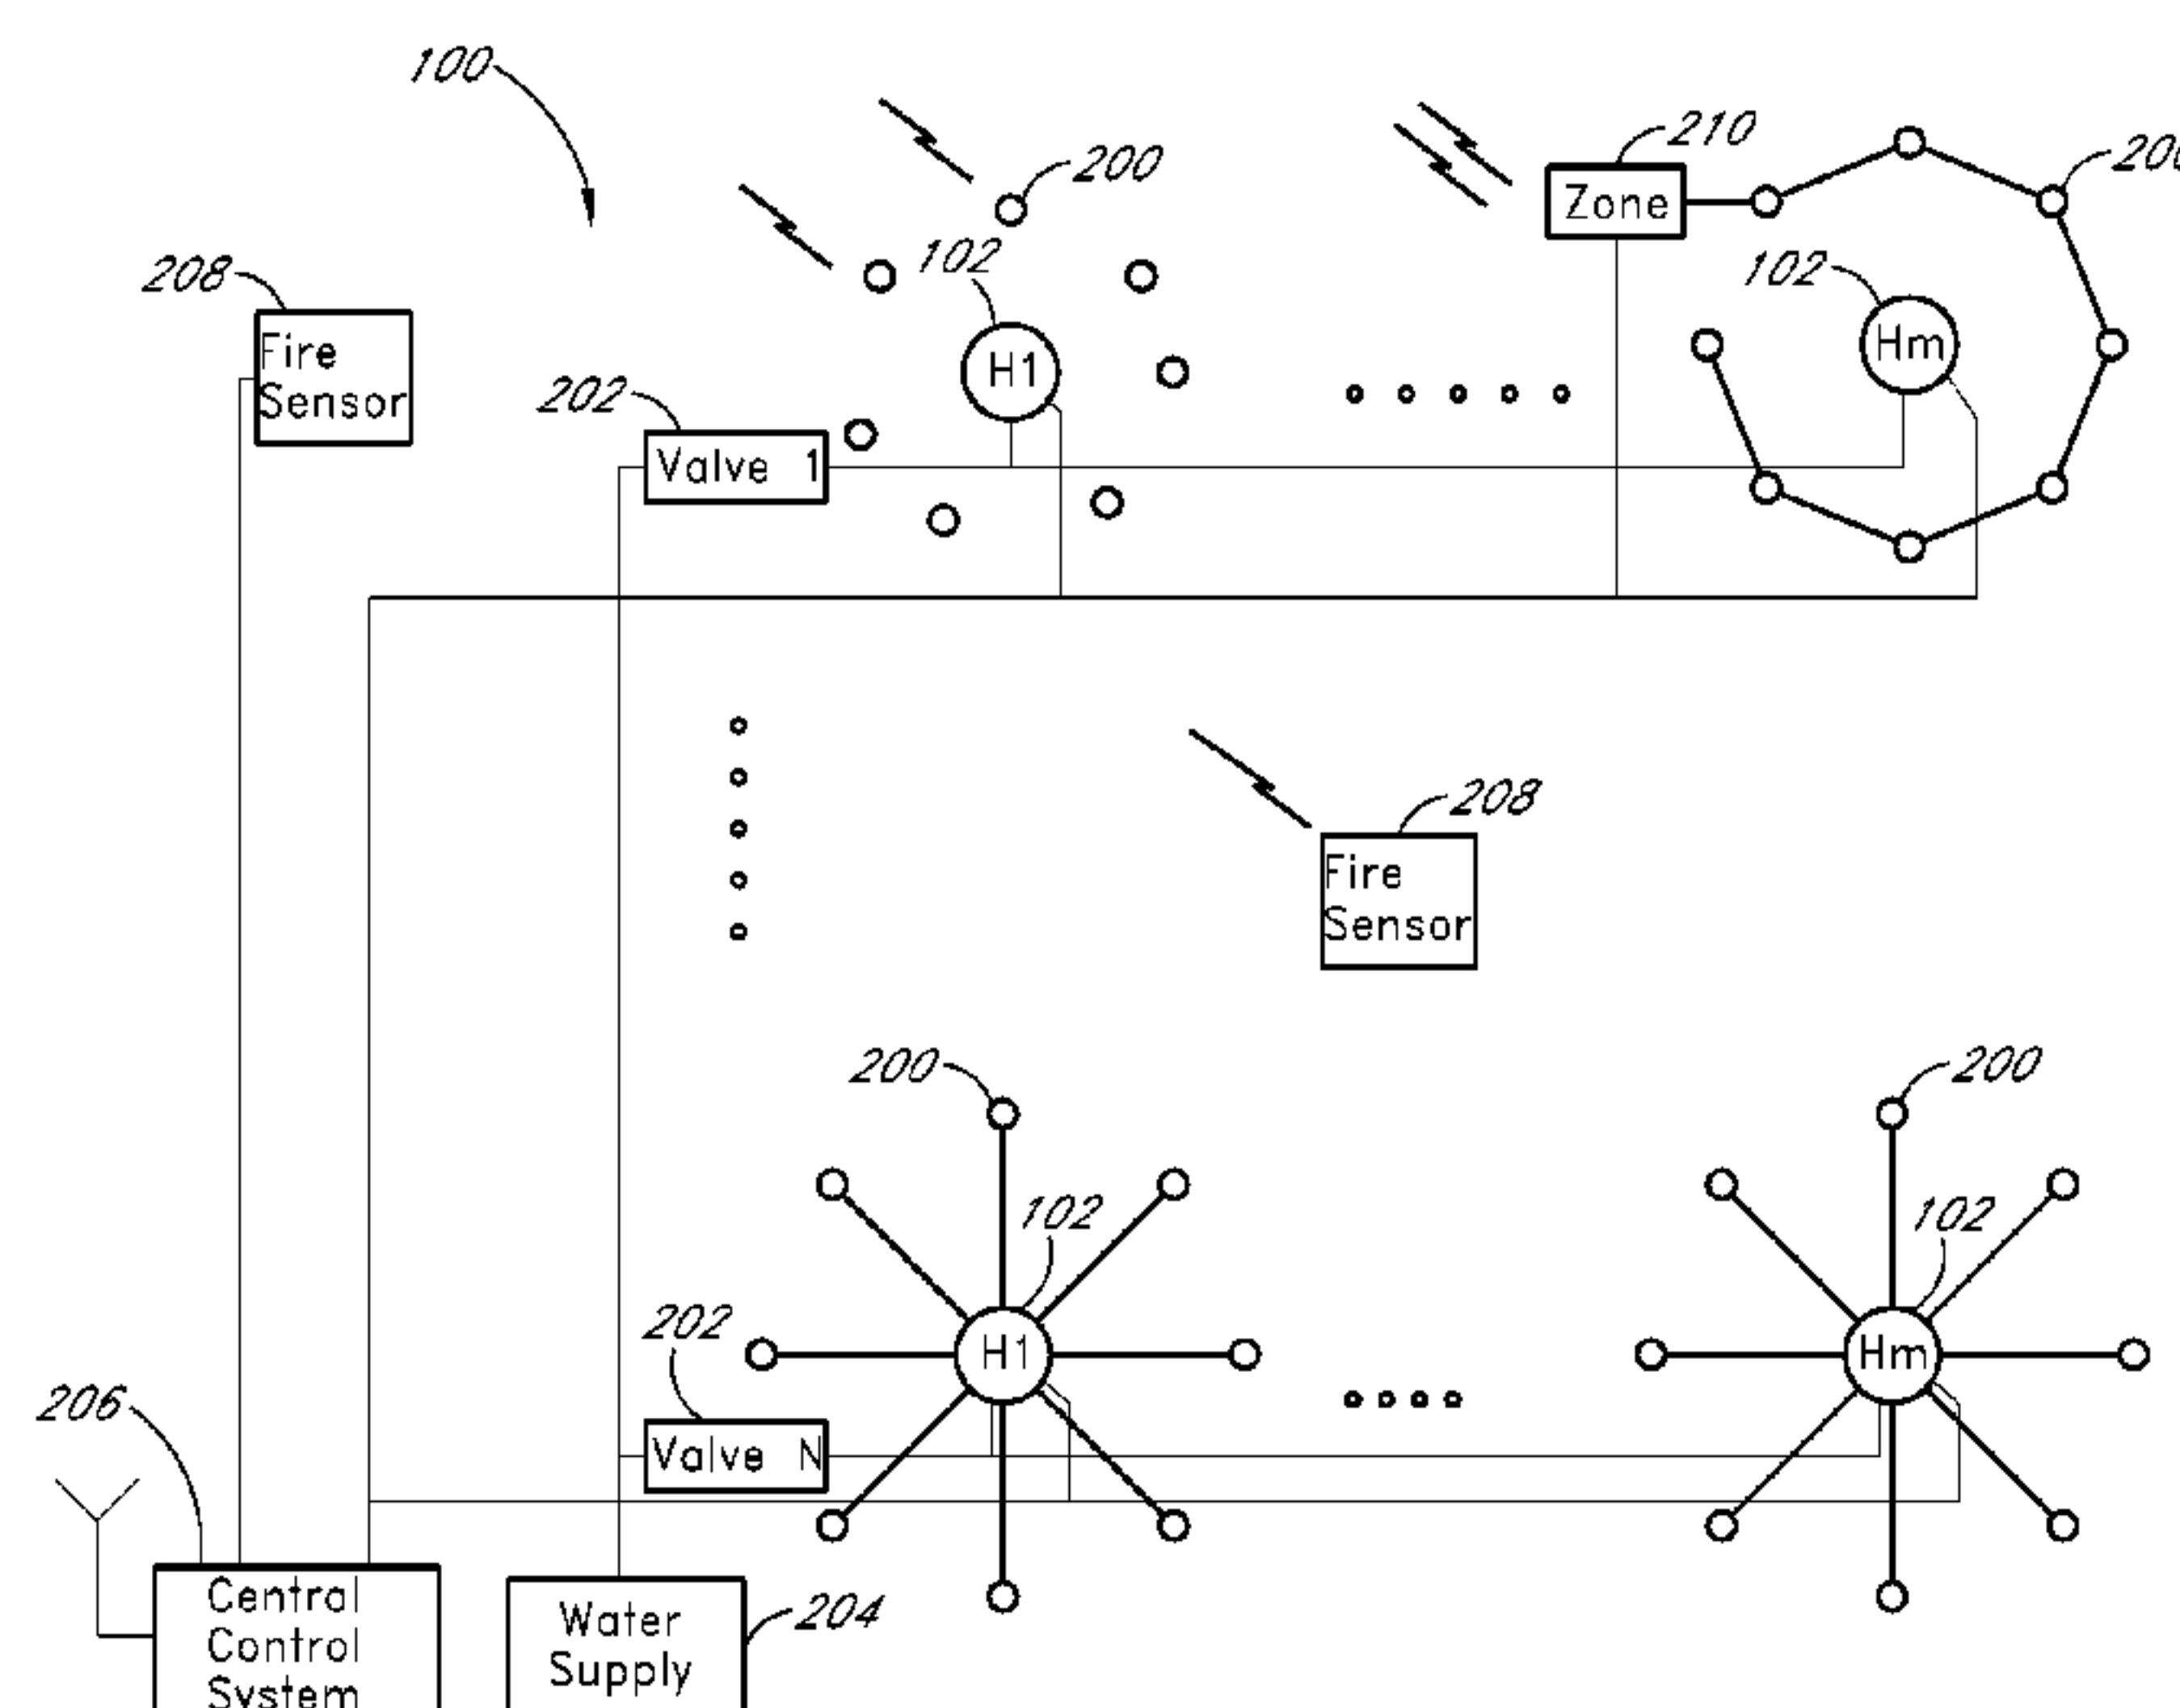 100
200
210
Zone
102
102
208
Fire
Sensor
H1
Hm
202
Valve 1
208
Fire
Sensor
200
200
102
102
202
H1
Hm
206
Valve N
Central
Control
System
Water
Supply
204